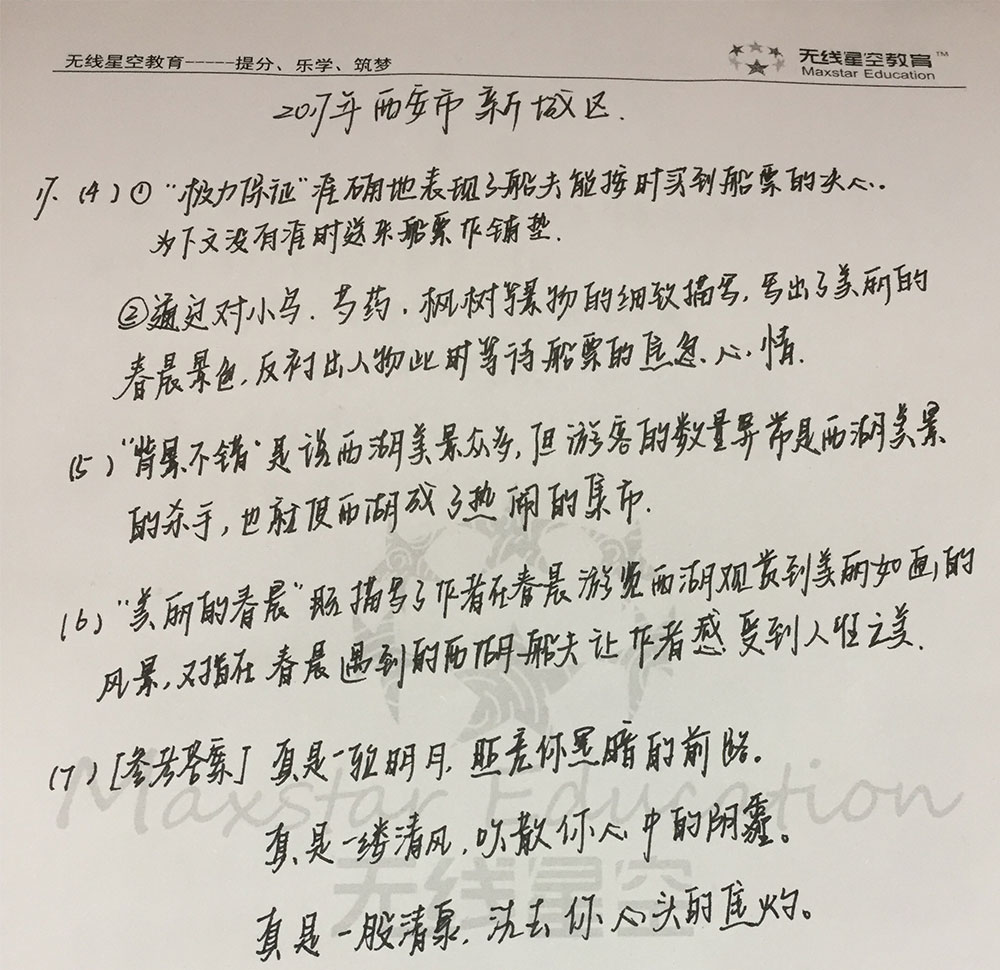 无线星空教育-----提分、乐学、筑梦
无线星空教育™
Maxstar Education
2017年西安市新城区.
17. (4) ① "极力保证"准确地表现了船夫能按时买到船票的决心.
为下文没有准时送来船票作铺垫.
②通过对小鸟.芍药.枫树等景物的细致描写,写出了美丽的
春晨景色,反衬出人物此时等待船票的焦急心情.
(5) "背景不错"是说西湖美景众多,但游客的数量异常是西湖美景
的杀手,也就使西湖成了热闹的集市.
(6) "美丽的春晨"既描写了作者在春晨游览西湖观赏到美丽如画的
风景,又指在春晨遇到的西湖船夫让作者感受到人性之美.
(7) [参考答案] 真是一轮明月,照亮你黑暗的前路。
真是一缕清风,吹散你心中的阴霾。
真是一股清泉,洗去你心头的焦灼。
Maxstar Education
无线星空